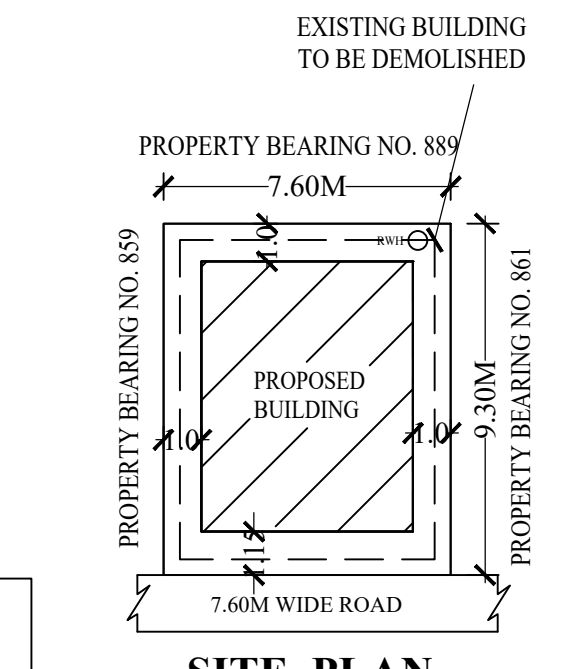 EXISTING BUILDING
TO BE DEMOLISHED
PROPERTY BEARING NO. 889
7.60M
RWH
1.0
PROPERTY BEARING NO. 859
PROPERTY BEARING NO. 861
9.30M
PROPOSED
BUILDING
1.0
1.0
1.15
7.60M WIDE ROAD
SITE PLAN